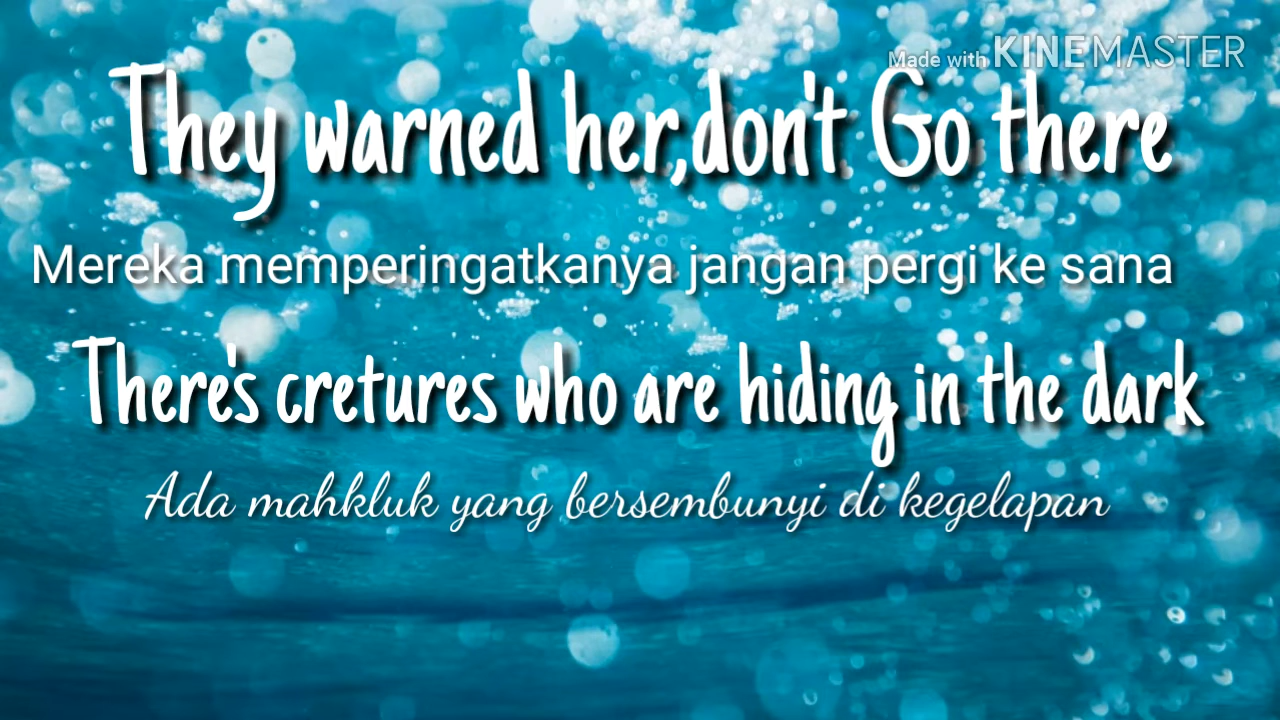 Made with KINEMASTER
They warned her,don't Go there
Mereka memperingatkanya jangan pergi ke sana
There's cretures who are hiding in the dark
Ada mahkluk yang bersembunyi di kegelapan